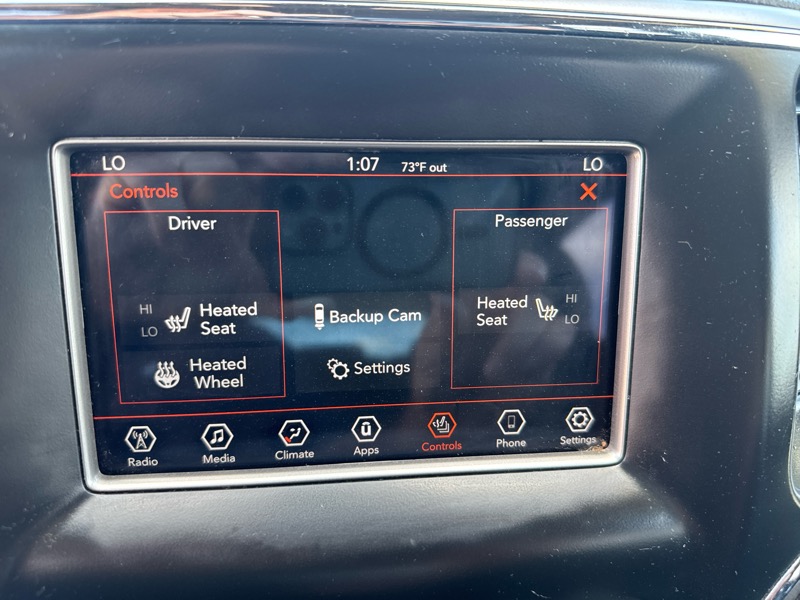 LO 1:07 73°F out LO
Controls
Driver
HI
LO
Heated
Seat
Heated
Wheel
Backup Cam
Settings
Passenger
Heated
Seat
HI
LO
Radio Media Climate Apps Controls Phone Settings